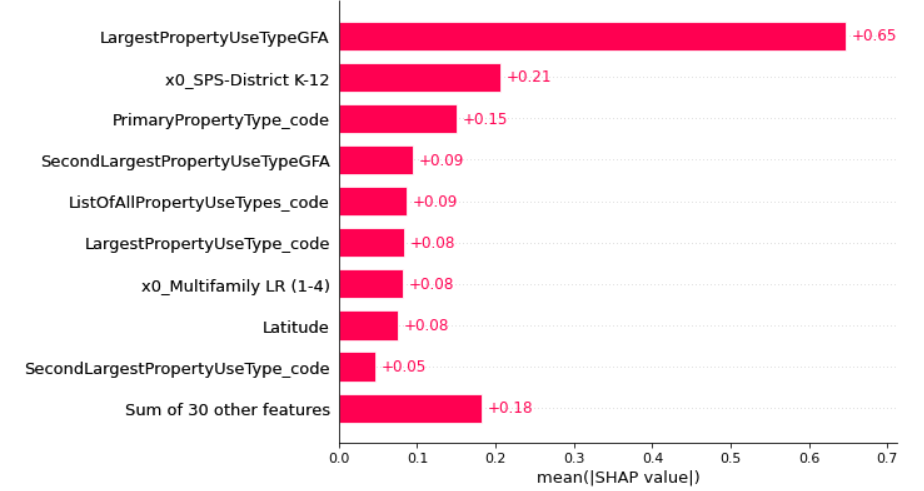 LargestPropertyUseTypeGFA +0.65
x0_SPS-District K-12 +0.21
PrimaryPropertyType_code +0.15
SecondLargestPropertyUseTypeGFA +0.09
ListOfAllPropertyUseTypes_code +0.09
LargestPropertyUseType_code +0.08
x0_Multifamily LR (1-4) +0.08
Latitude +0.08
SecondLargestPropertyUseType_code +0.05
Sum of 30 other features +0.18
0.0 0.1 0.2 0.3 0.4 0.5 0.6 0.7
mean(|SHAP value|)